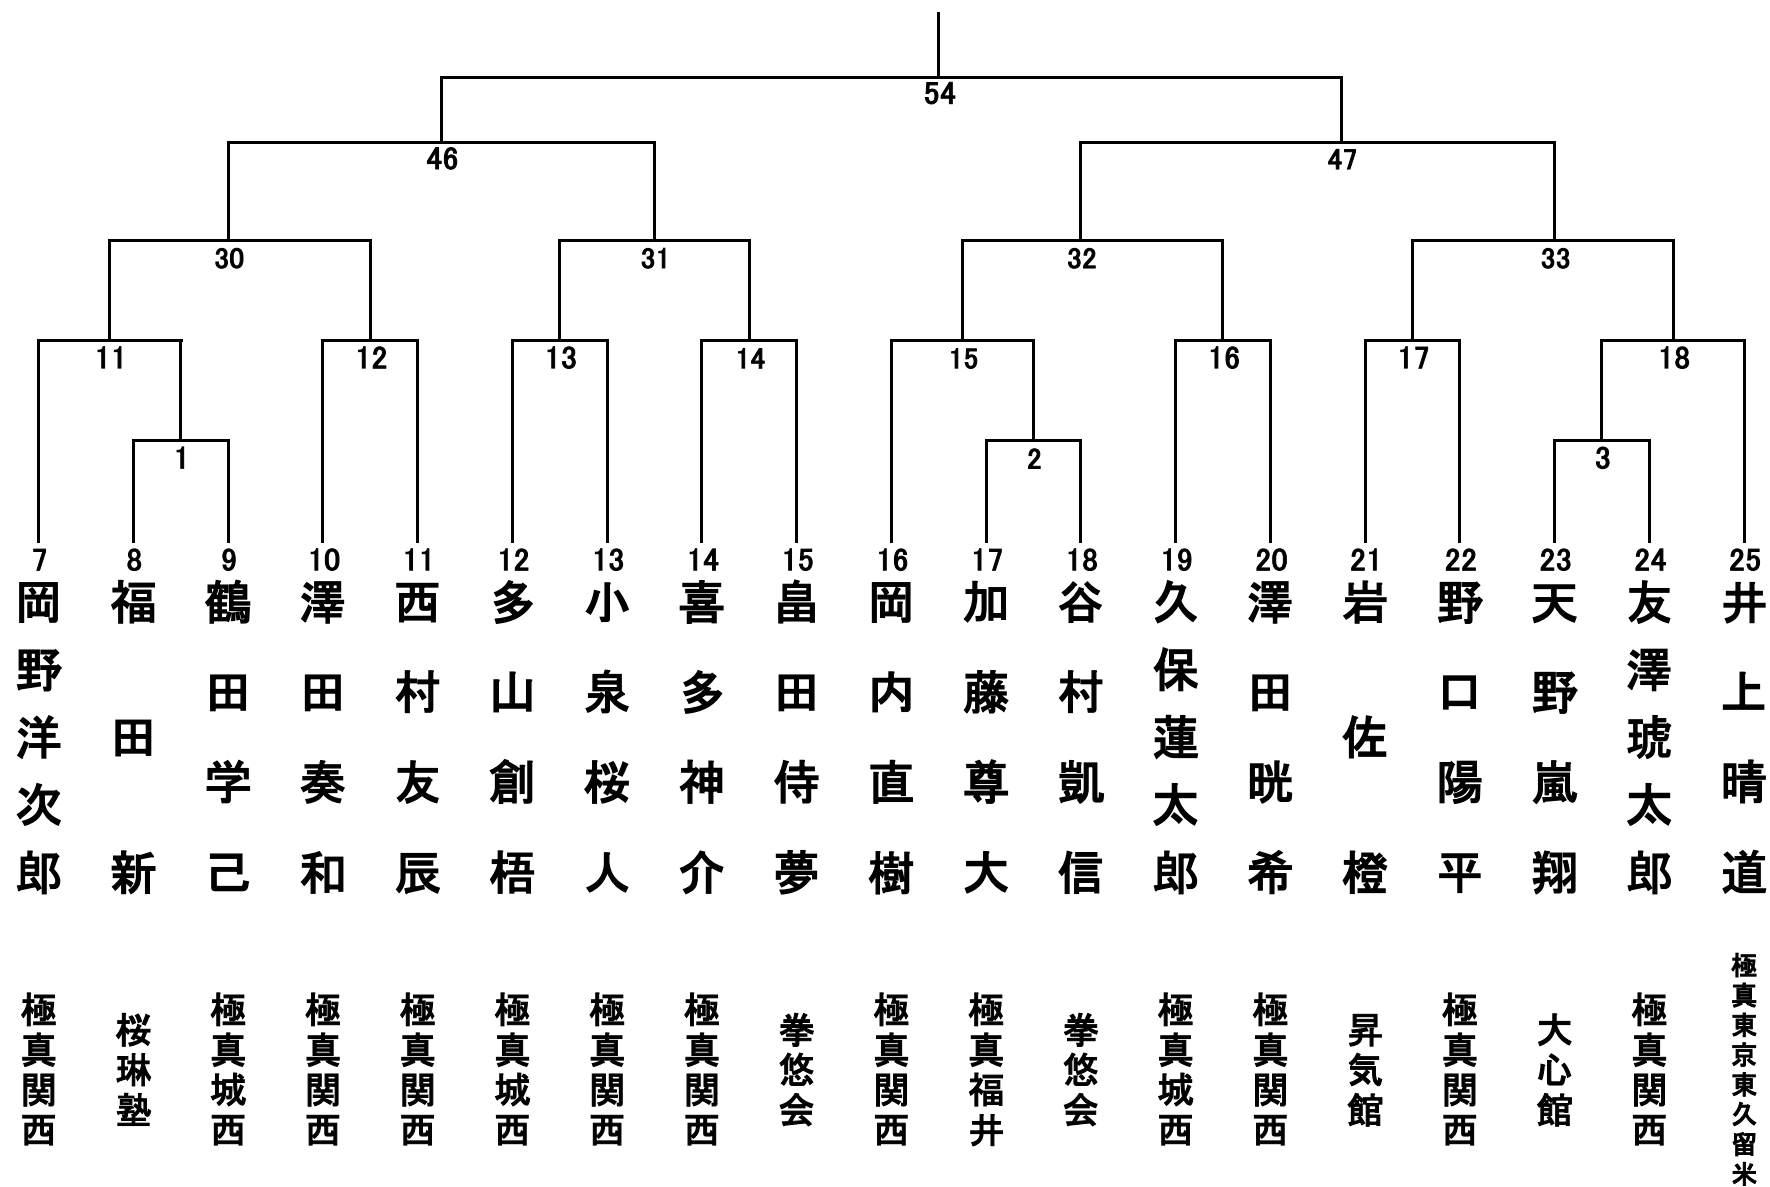 54
46
47
30
31
32
33
11
12
13
14
15
16
17
18
1
2
3
7
8
9
10
11
12
13
14
15
16
17
18
19
20
21
22
23
24
25
岡野洋次郎
福田新
鶴田学己
澤田奏和
西村友辰
多山創梧
小泉桜人
喜多神介
畠田侍夢
岡内直樹
加藤尊大
谷村凱信
久保蓮太郎
澤田晄希
岩佐橙
野口陽平
天野嵐翔
友澤琥太郎
井上晴道
極真関西
桜琳塾
極真城西
極真関西
極真関西
極真城西
極真関西
極真関西
拳悠会
極真関西
極真福井
拳悠会
極真城西
極真関西
昇気館
極真関西
大心館
極真関西
極真東京東久留米